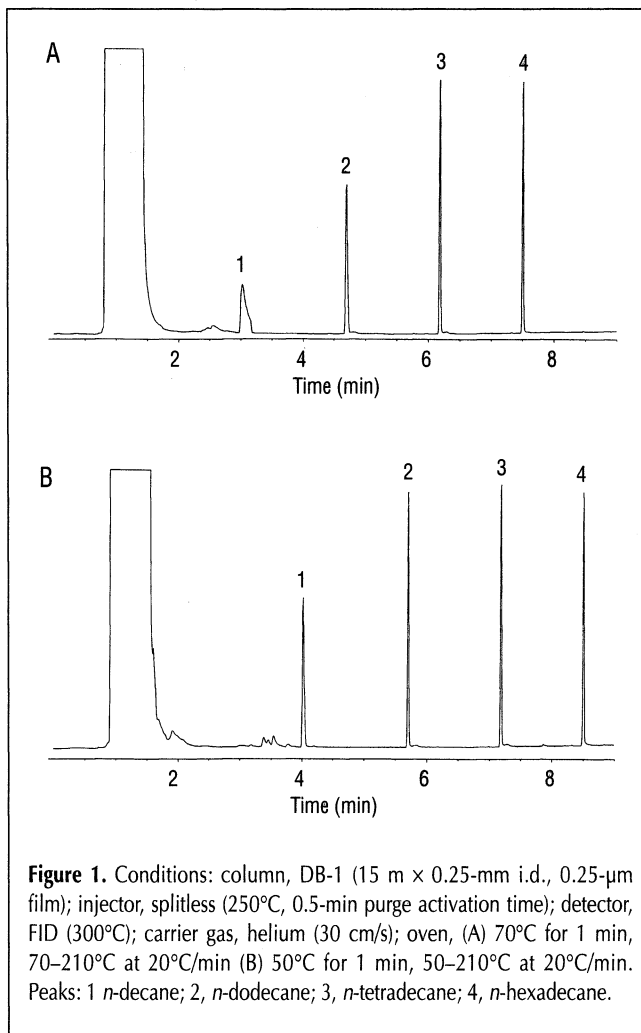 A
1
2
3
4
2
4
6
8
Time (min)
B
1
2
3
4
2
4
6
8
Time (min)
Figure 1. Conditions: column, DB-1 (15 m × 0.25-mm i.d., 0.25-µm
film); injector, splitless (250°C, 0.5-min purge activation time); detector,
FID (300°C); carrier gas, helium (30 cm/s); oven, (A) 70°C for 1 min,
70–210°C at 20°C/min (B) 50°C for 1 min, 50–210°C at 20°C/min.
Peaks: 1 n-decane; 2, n-dodecane; 3, n-tetradecane; 4, n-hexadecane.